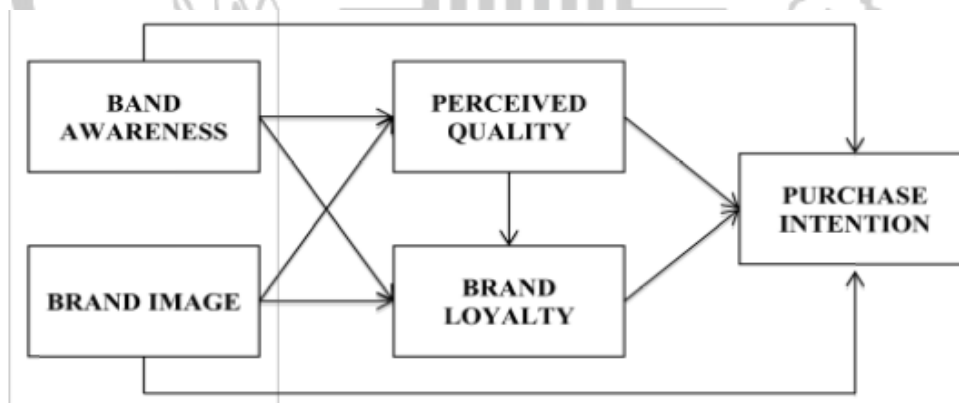 BAND
AWARENESS
PERCEIVED
QUALITY
PURCHASE
INTENTION
BRAND IMAGE
BRAND
LOYALTY